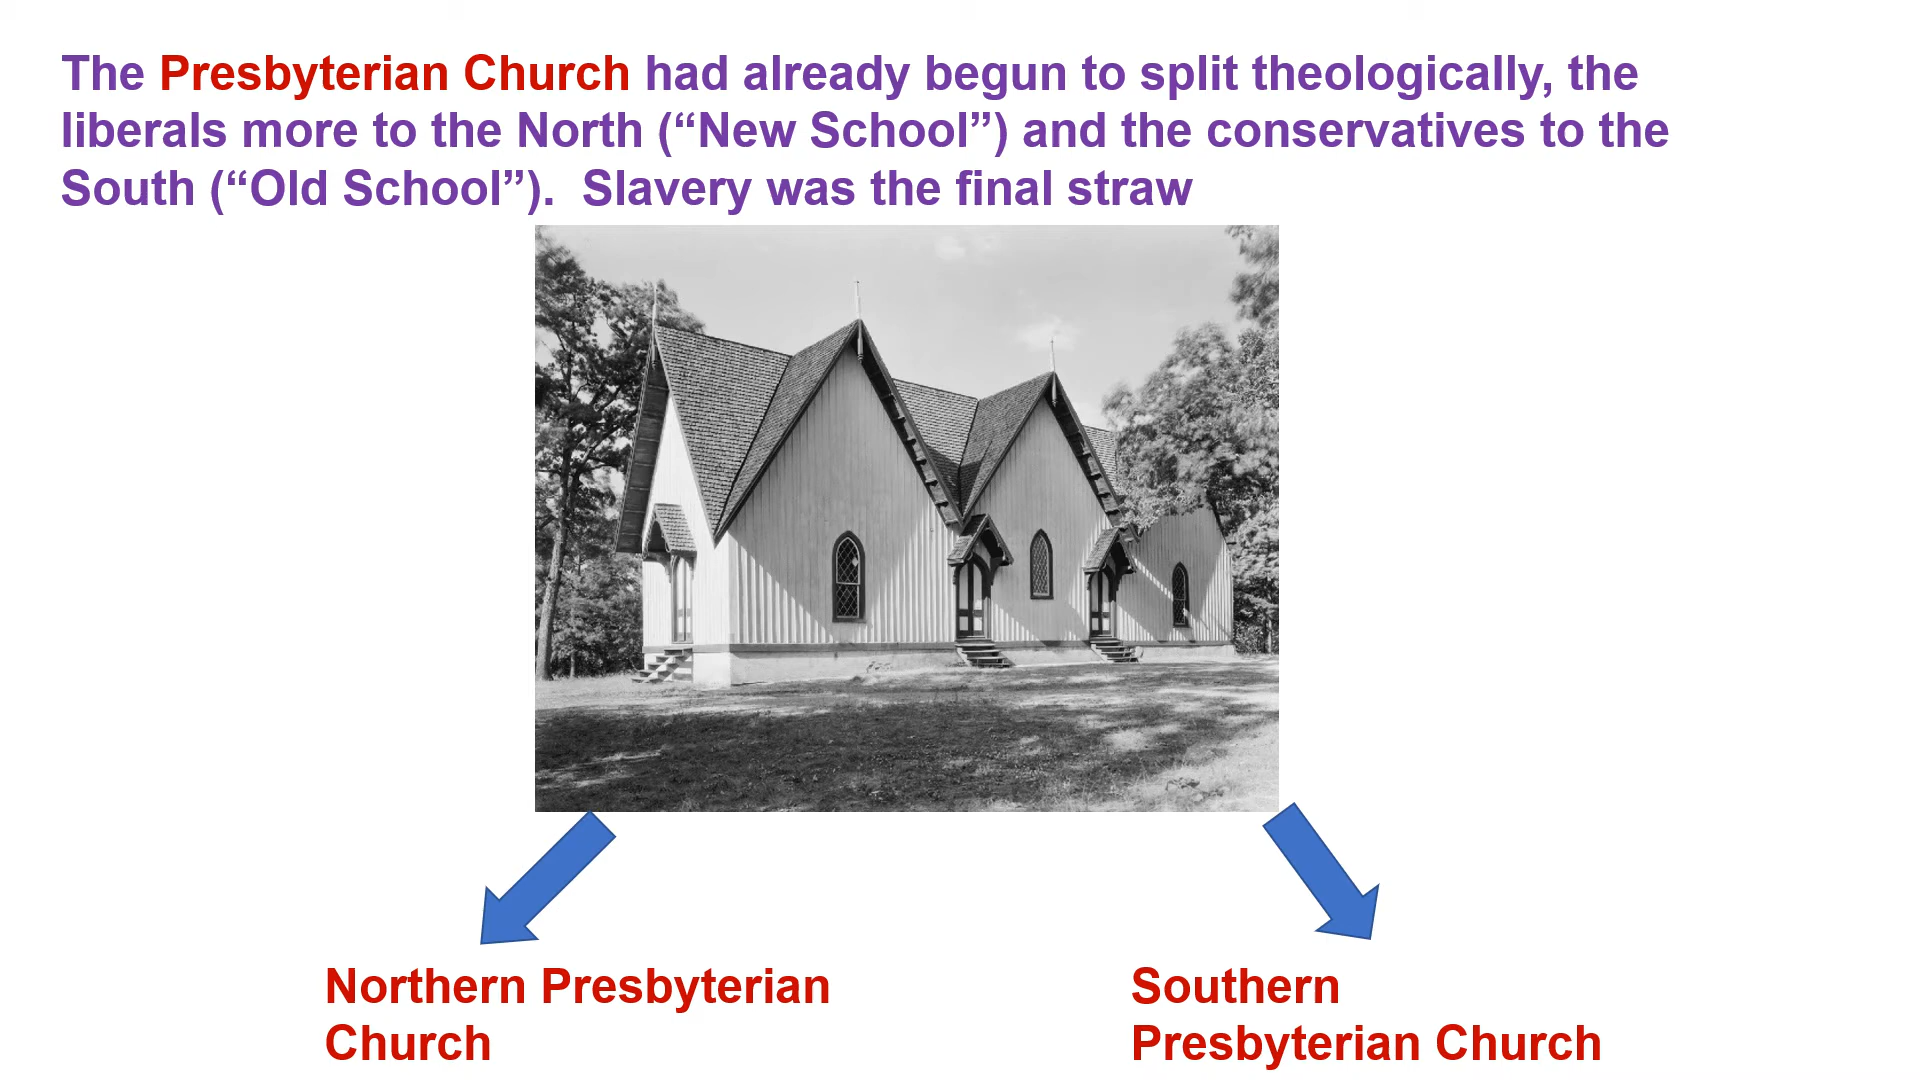 The Presbyterian Church had already begun to split theologically, the
liberals more to the North (“New School”) and the conservatives to the
South (“Old School”).  Slavery was the final straw
Northern Presbyterian
Church
Southern
Presbyterian Church